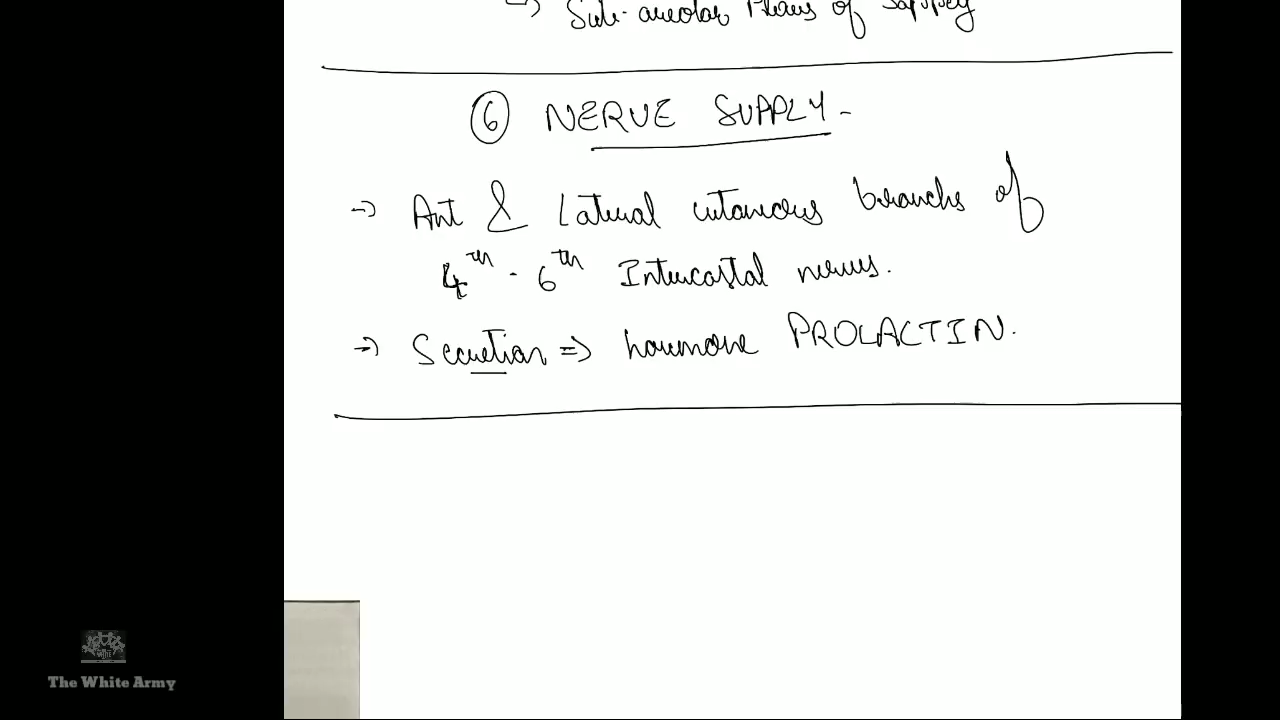 → Sub-areolar Plexus of Sappey
⑥ NERVE SUPPLY -
→ Ant & Lateral cutaneous branchs of
4th - 6th Intercostal nerves.
→ Secretion ⇒ hormone PROLACTIN.
The White Army